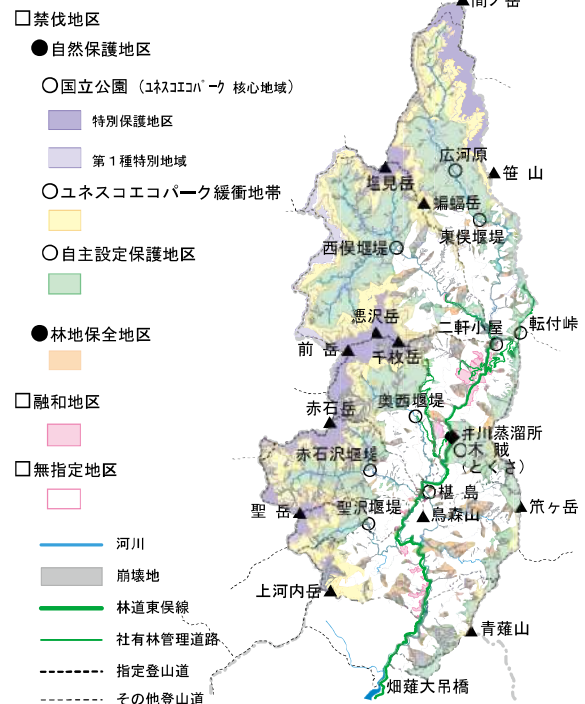 □禁伐地区
●自然保護地区
○国立公園（ﾕﾈｽｺｴｺﾊﾟｰｸ 核心地域）
特別保護地区
第１種特別地域
○ユネスコエコパーク緩衝地帯
○自主設定保護地区
●林地保全地区
□融和地区
□無指定地区
河川
崩壊地
林道東俣線
社有林管理道路
指定登山道
その他登山道
間ノ岳
広河原
笹 山
塩見岳
蝙蝠岳
東俣堰堤
西俣堰堤
悪沢岳
二軒小屋
転付峠
前 岳
千枚岳
奥西堰堤
赤石岳
井川蒸溜所
木 賊
(とくさ)
赤石沢堰堤
椹 島
聖 岳
聖沢堰堤
鳥森山
笊ヶ岳
上河内岳
青薙山
畑薙大吊橋